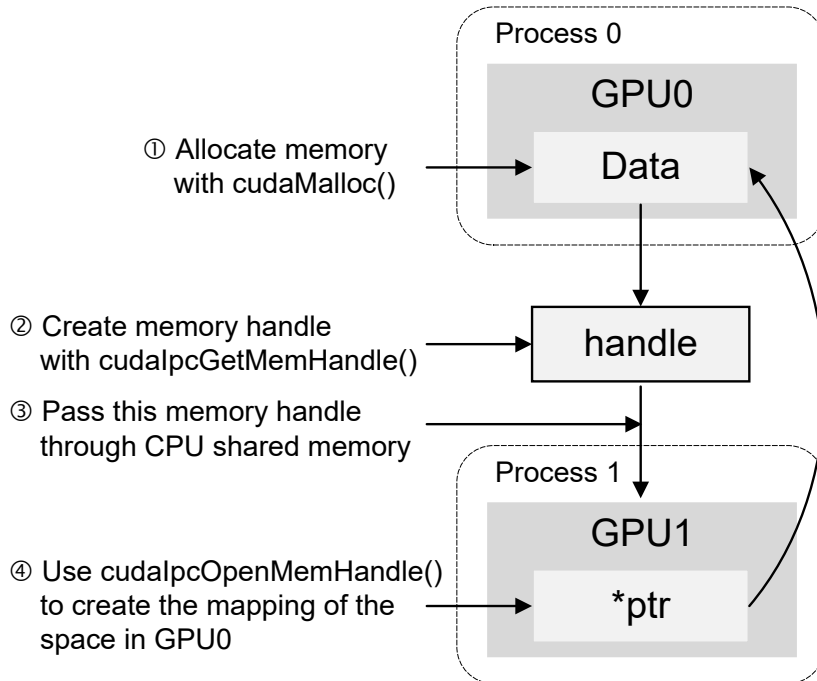 Process 0
GPU0
① Allocate memory
with cudaMalloc()
Data
② Create memory handle
with cudaIpcGetMemHandle()
handle
③ Pass this memory handle
through CPU shared memory
Process 1
GPU1
④ Use cudaIpcOpenMemHandle()
to create the mapping of the
space in GPU0
*ptr